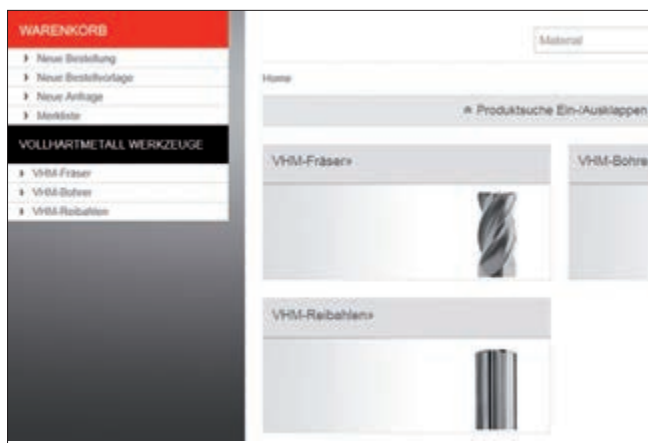 WARENKORB
Neue Bestellung
Neue Bestellvorlage
Neue Anfrage
Merkliste
VOLLHARTMETALL WERKZEUGE
VHM-Fräser
VHM-Bohrer
VHM-Reibahlen
Material
Home
Produktsuche Ein-/Ausklappen
VHM-Fräser»
VHM-Bohre
VHM-Reibahlen»